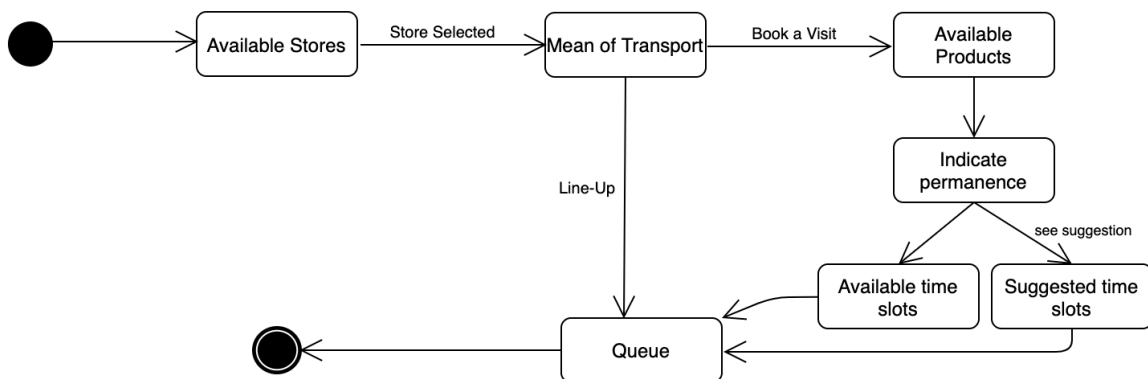 Available Stores
Store Selected
Mean of Transport
Book a Visit
Available
Products
Indicate
permanence
Line-Up
see suggestion
Available time
slots
Suggested time
slots
Queue